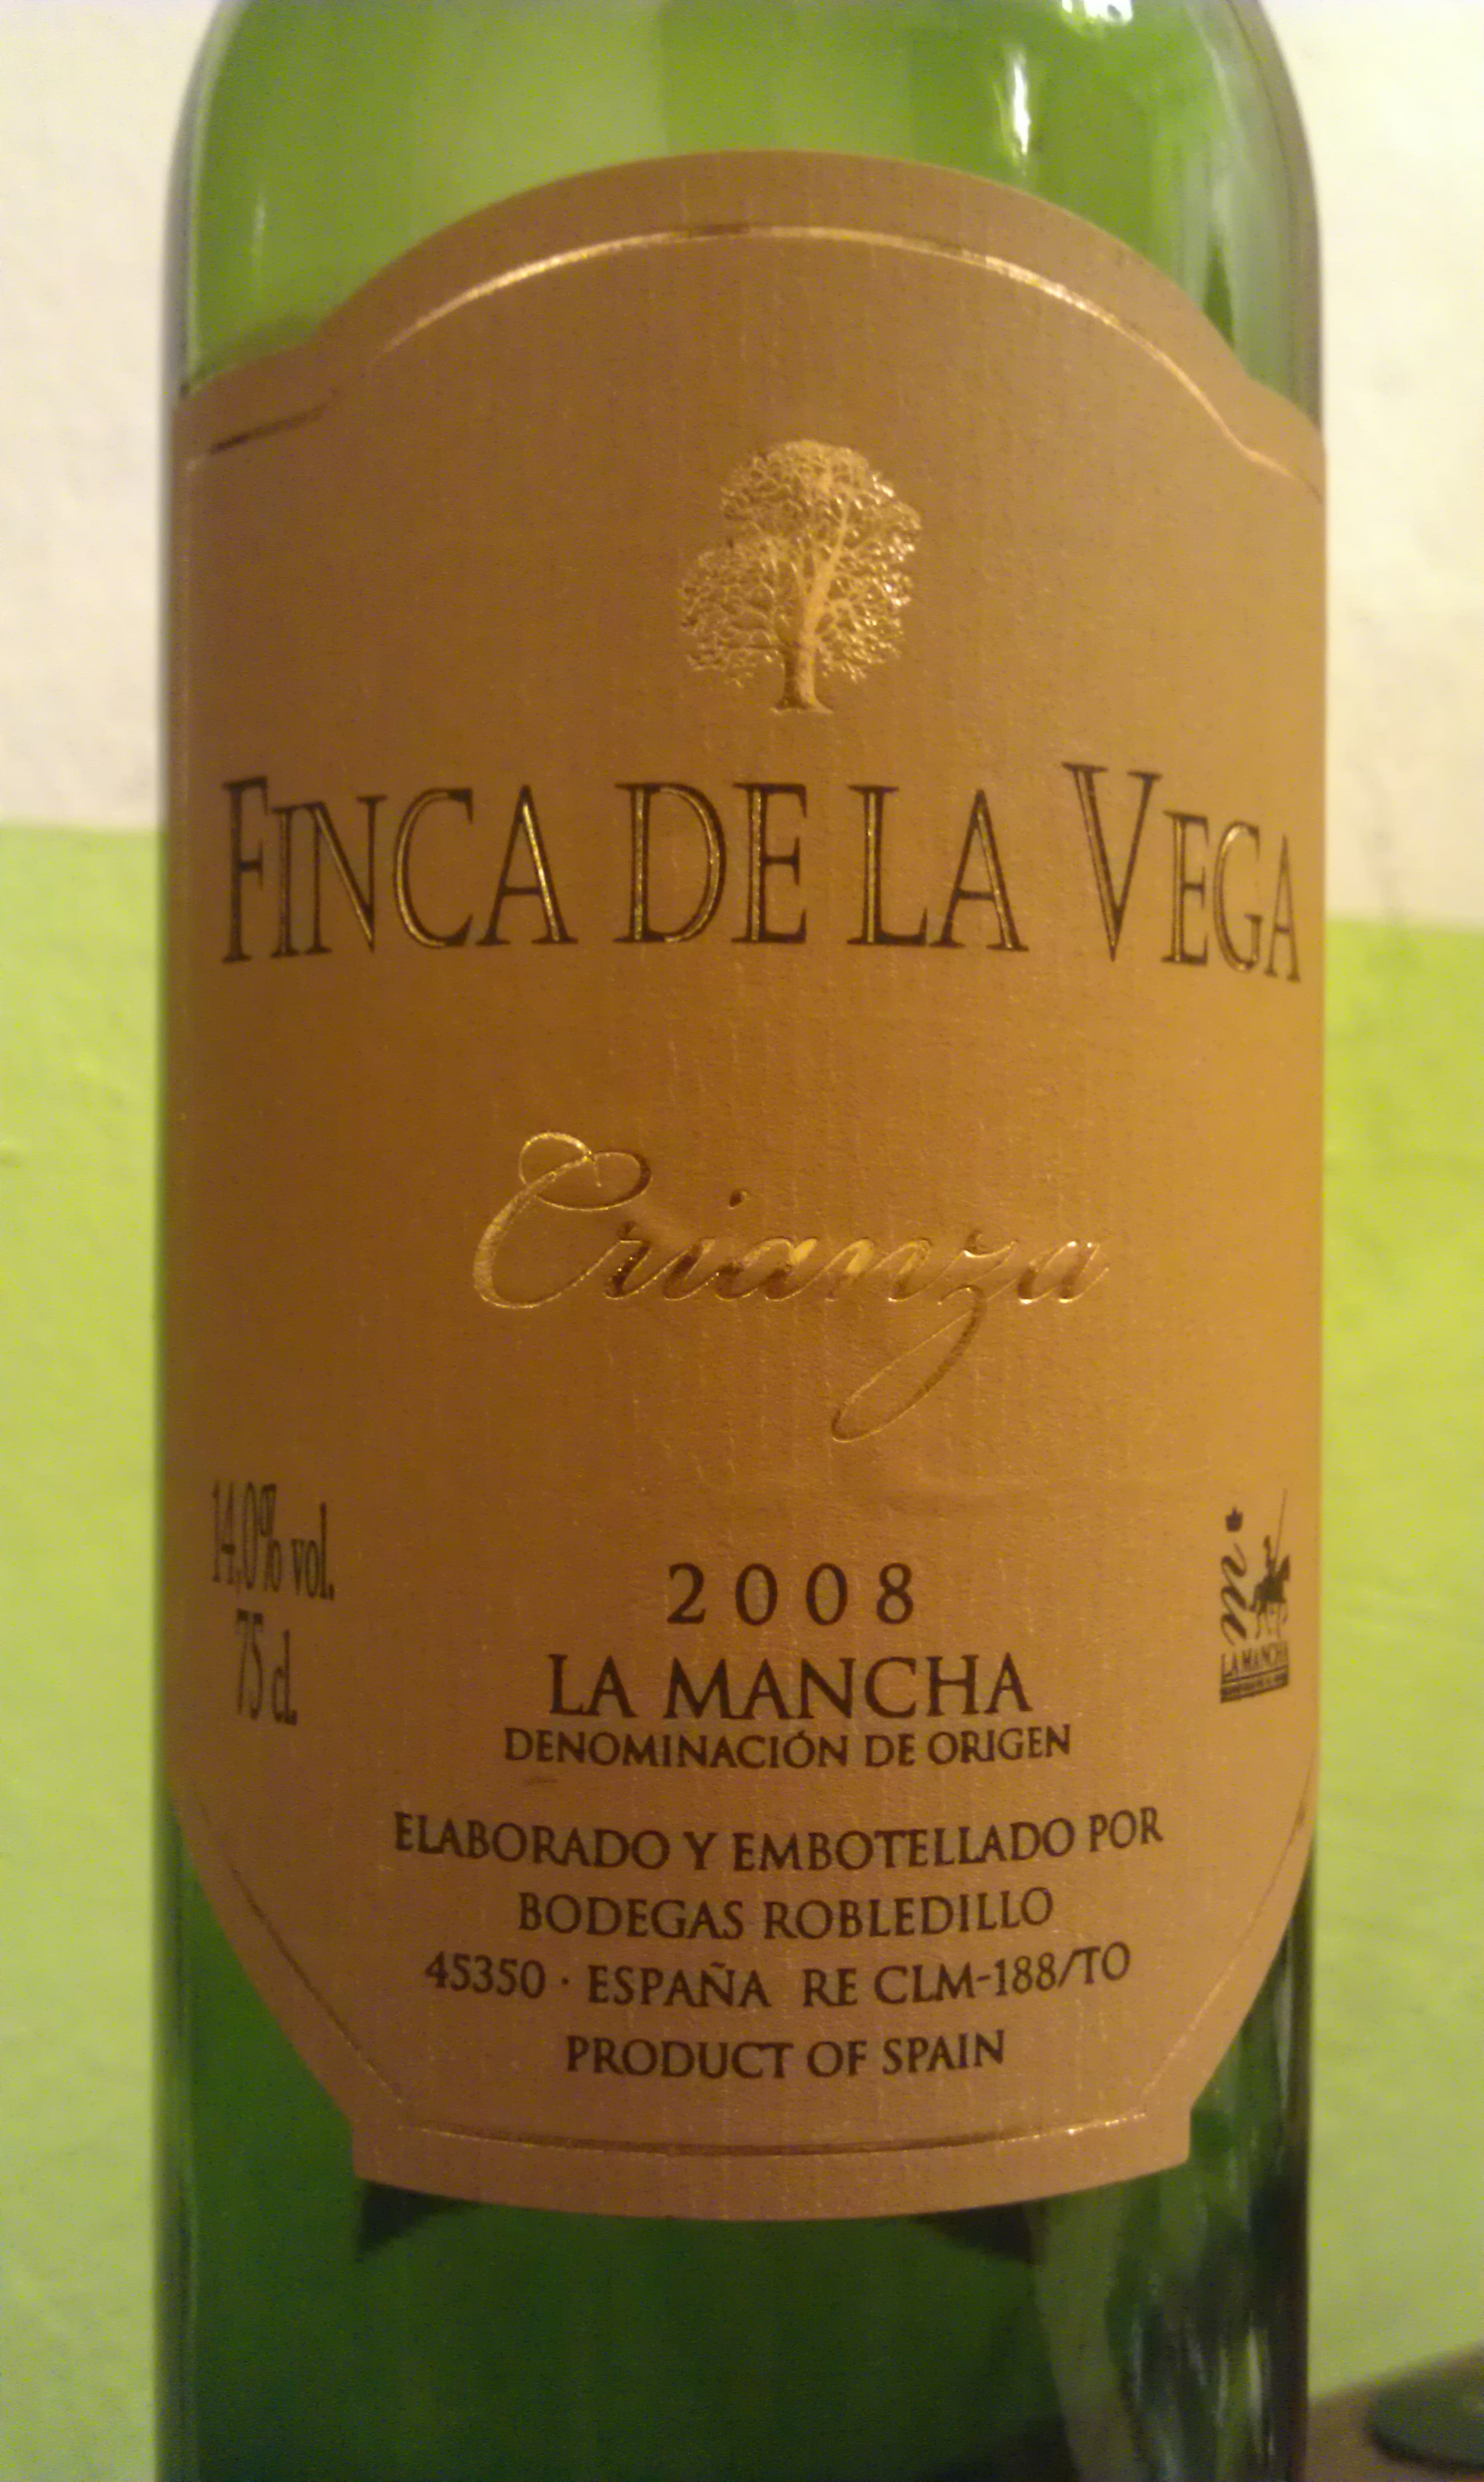 FINCA DE LA VEGA
Crianza
14,0% vol.
75 cl.
2008
LA MANCHA
DENOMINACIÓN DE ORIGEN
m
LA MANCHA
ELABORADO Y EMBOTELLADO POR
BODEGAS ROBLEDILLO
45350 · ESPAÑA RE CLM-188/TO
PRODUCT OF SPAIN